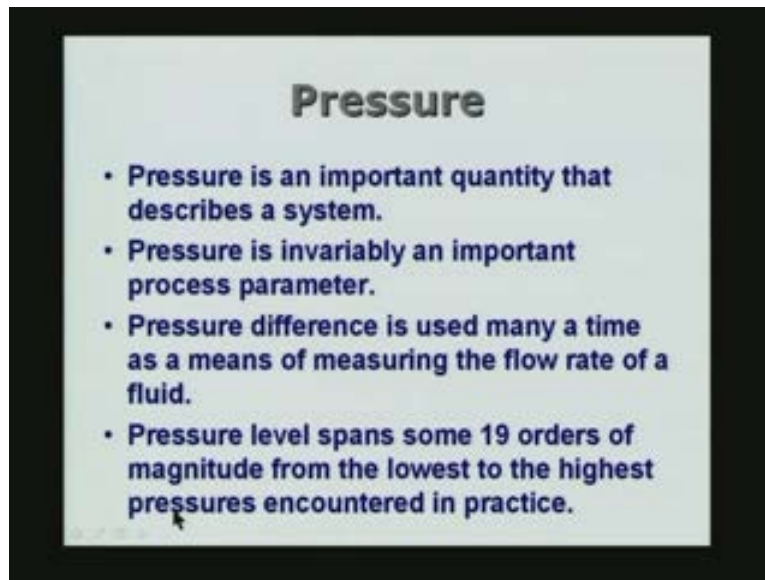 Pressure
• Pressure is an important quantity that
describes a system.
• Pressure is invariably an important
process parameter.
• Pressure difference is used many a time
as a means of measuring the flow rate of a
fluid.
• Pressure level spans some 19 orders of
magnitude from the lowest to the highest
pressures encountered in practice.